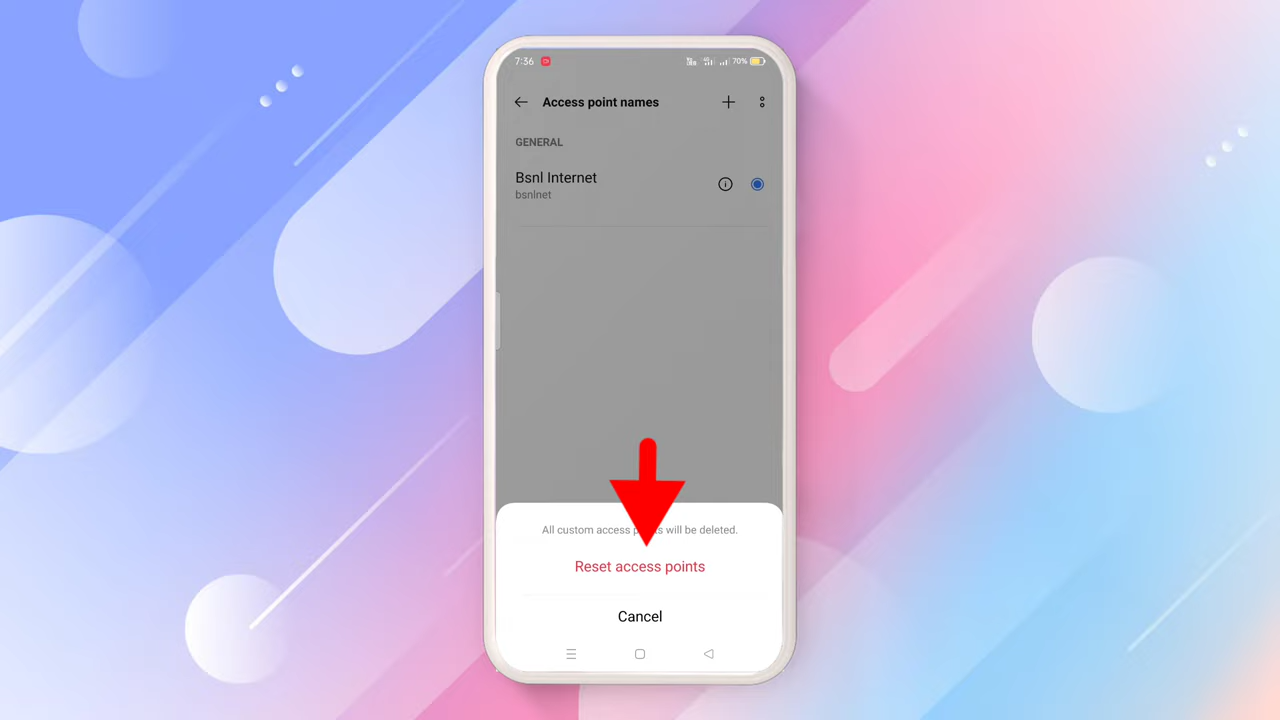 7:36 70%
Access point names
GENERAL
Bsnl Internet
bsnlnet
All custom access p s will be deleted.
Reset access points
Cancel